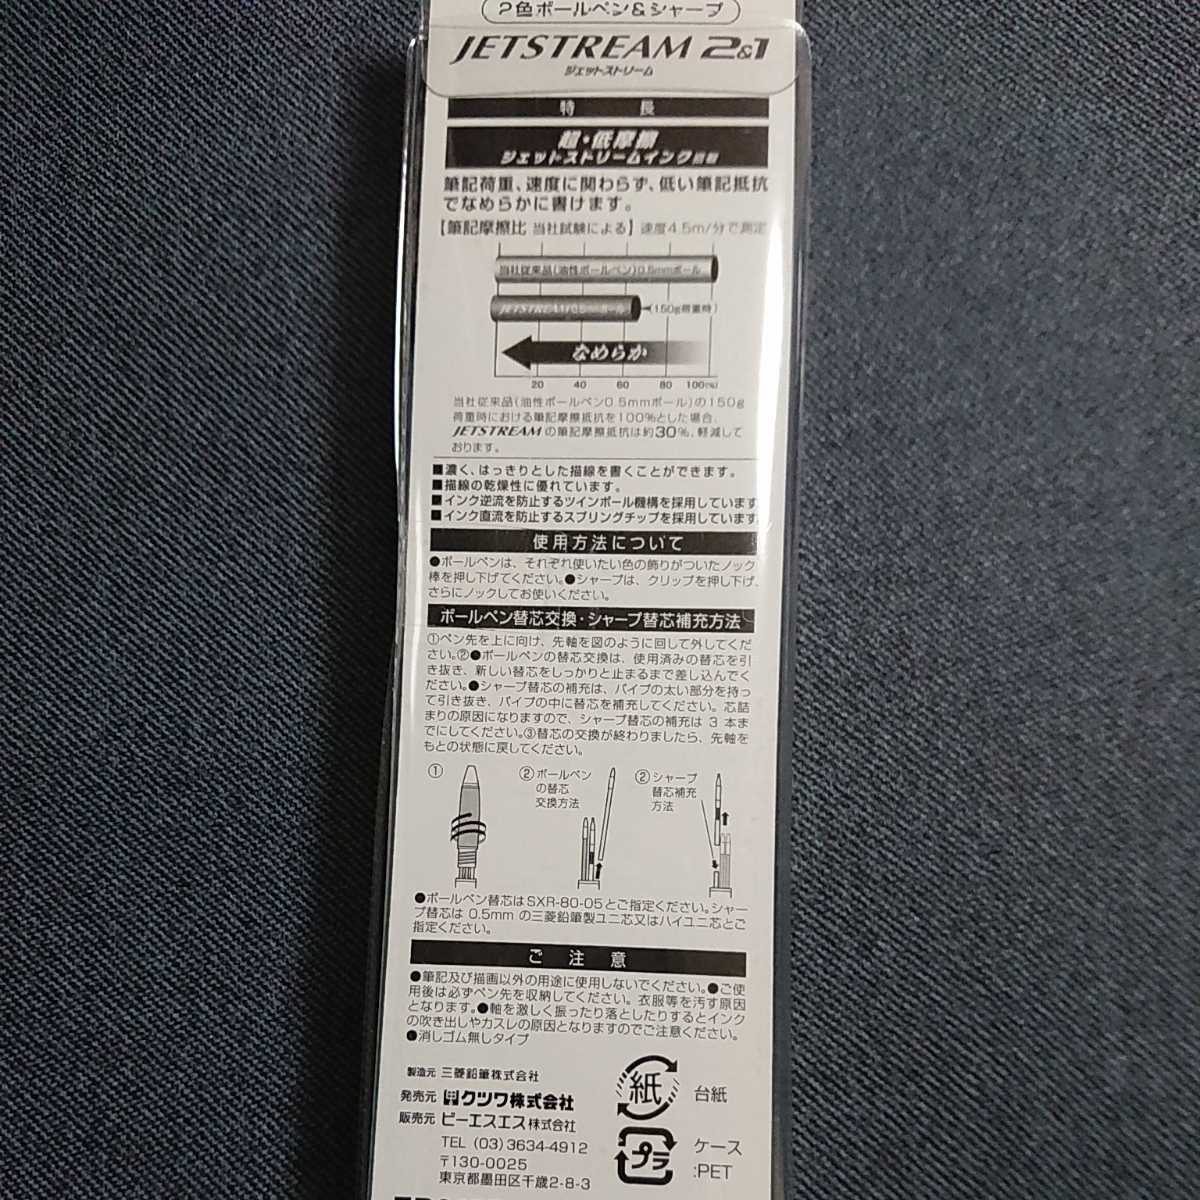 2色ボールペン&シャープ
JETSTREAM 2&1
ジェットストリーム
特長
超・低摩擦
ジェットストリームインク搭載
筆記荷重、速度に関わらず、低い筆記抵抗
でなめらかに書けます。
【筆記摩擦比 当社試験による】速度4.5m/分で測定
当社従来品(油性ボールペン)0.5mmボール
JETSTREAM0.5mmボール (150g荷重時)
なめらか
20 40 60 80 100(%)
当社従来品(油性ボールペン0.5mmボール)の150g
荷重時における筆記摩擦抵抗を100%とした場合、
JETSTREAMの筆記摩擦抵抗は約30%、軽減して
おります。
■濃く、はっきりとした描線を書くことができます。
■描線の乾燥性に優れています。
■インク逆流を防止するツインボール機構を採用しています
■インク直流を防止するスプリングチップを採用しています
使用方法について
●ボールペンは、それぞれ使いたい色の飾りがついたノック
棒を押し下げてください。●シャープは、クリップを押し下げ、
さらにノックしてお使いください。
ボールペン替芯交換・シャープ替芯補充方法
①ペン先を上に向け、先軸を図のように回して外してくだ
さい。②●ボールペンの替芯交換は、使用済みの替芯を引
き抜き、新しい替芯をしっかりと止まるまで差し込んでく
ださい。●シャープ替芯の補充は、パイプの太い部分を持っ
て引き抜き、パイプの中に替芯を補充してください。芯詰
まりの原因になりますので、シャープ替芯の補充は3本ま
でにしてください。③替芯の交換が終わりましたら、先軸を
もとの状態に戻してください。
①
②ボールペン
の替芯
交換方法
②シャープ
替芯補充
方法
●ボールペン替芯はSXR-80-05とご指定ください。シャー
プ替芯は0.5mmの三菱鉛筆製ユニ芯又はハイユニ芯とご
指定ください。
ご注意
●筆記及び描画以外の用途に使用しないでください。●ご使
用後は必ずペン先を収納してください。衣服等を汚す原因
となります。●軸を激しく振ったり落としたりするとインク
の吹き出しやカスレの原因となりますのでご注意ください。
●消しゴム無しタイプ
製造元 三菱鉛筆株式会社
発売元 クツワ株式会社
販売元 ピーエスエス株式会社
TEL (03)3634-4912
〒130-0025
東京都墨田区千歳2-8-3
紙 台紙
プラ ケース
:PET